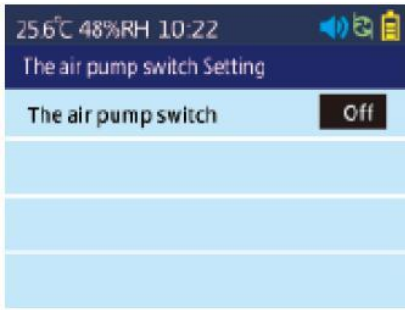 25.6℃ 48%RH 10:22
The air pump switch Setting
The air pump switch Off